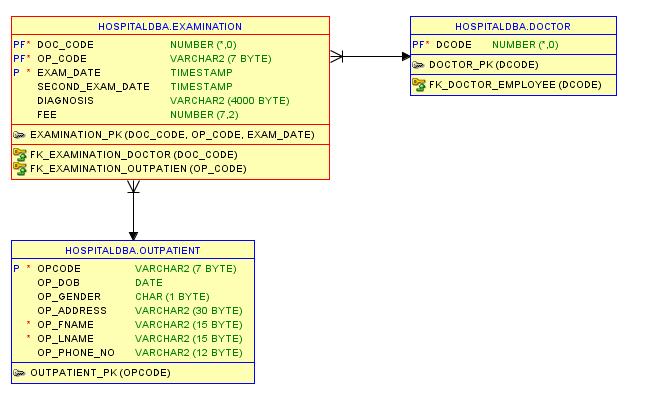 HOSPITALDBA.EXAMINATION
PF* DOC_CODE NUMBER (*,0)
PF* OP_CODE VARCHAR2 (7 BYTE)
P * EXAM_DATE TIMESTAMP
SECOND_EXAM_DATE TIMESTAMP
DIAGNOSIS VARCHAR2 (4000 BYTE)
FEE NUMBER (7,2)
EXAMINATION_PK (DOC_CODE, OP_CODE, EXAM_DATE)
FK_EXAMINATION_DOCTOR (DOC_CODE)
FK_EXAMINATION_OUTPATIEN (OP_CODE)
HOSPITALDBA.DOCTOR
PF* DCODE NUMBER (*,0)
DOCTOR_PK (DCODE)
FK_DOCTOR_EMPLOYEE (DCODE)
HOSPITALDBA.OUTPATIENT
P * OPCODE VARCHAR2 (7 BYTE)
OP_DOB DATE
OP_GENDER CHAR (1 BYTE)
OP_ADDRESS VARCHAR2 (30 BYTE)
* OP_FNAME VARCHAR2 (15 BYTE)
* OP_LNAME VARCHAR2 (15 BYTE)
OP_PHONE_NO VARCHAR2 (12 BYTE)
OUTPATIENT_PK (OPCODE)